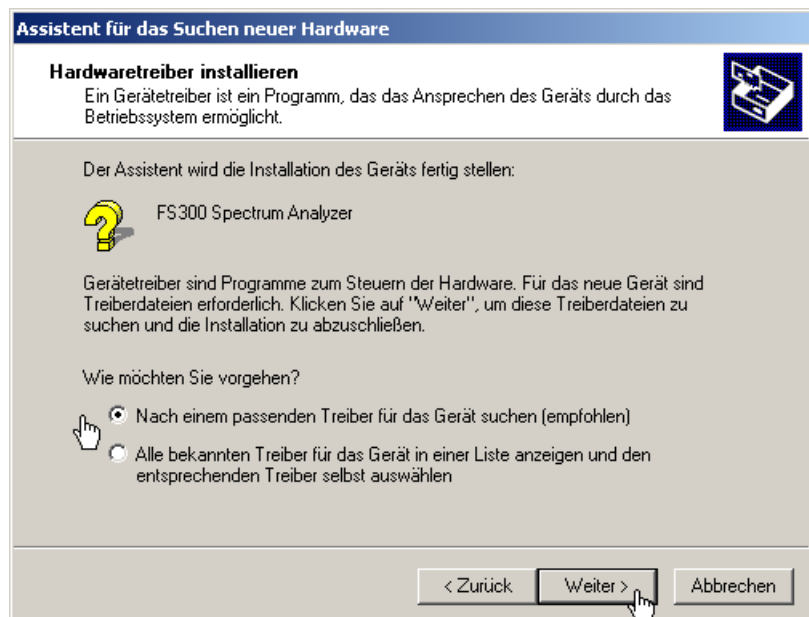 Assistent für das Suchen neuer Hardware
Hardwaretreiber installieren
Ein Gerätetreiber ist ein Programm, das das Ansprechen des Geräts durch das
Betriebssystem ermöglicht.
Der Assistent wird die Installation des Geräts fertig stellen:
FS300 Spectrum Analyzer
Gerätetreiber sind Programme zum Steuern der Hardware. Für das neue Gerät sind
Treiberdateien erforderlich. Klicken Sie auf "Weiter", um diese Treiberdateien zu
suchen und die Installation zu abzuschließen.
Wie möchten Sie vorgehen?
Nach einem passenden Treiber für das Gerät suchen (empfohlen)
Alle bekannten Treiber für das Gerät in einer Liste anzeigen und den
entsprechenden Treiber selbst auswählen
< Zurück Weiter > Abbrechen